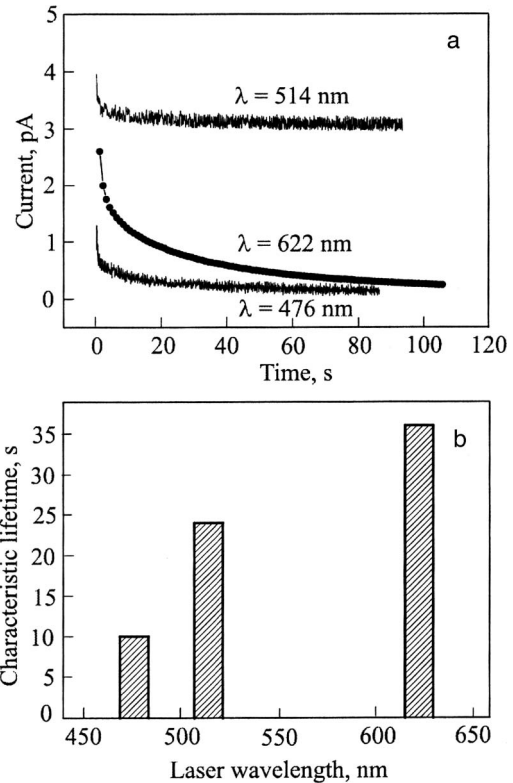 a
5
4
3
2
1
0
Current, pA
λ = 514 nm
λ = 622 nm
λ = 476 nm
0 20 40 60 80 100 120
Time, s
b
35
30
25
20
15
10
5
0
Characteristic lifetime, s
450 500 550 600 650
Laser wavelength, nm